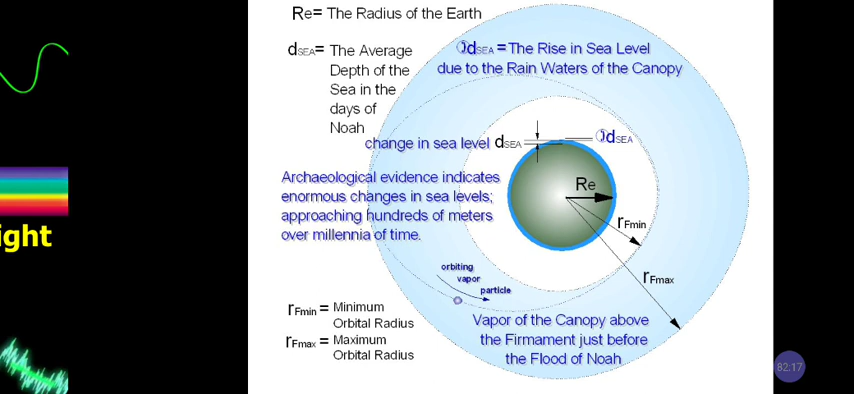 Re= The Radius of the Earth
dSEA= The Average
Depth of the
Sea in the
days of
Noah
dSEA =The Rise in Sea Level
due to the Rain Waters of the Canopy
change in sea level dSEA
dSEA
Archaeological evidence indicates
enormous changes in sea levels;
approaching hundreds of meters
over millennia of time.
Re
rFmin
rFmax
ight
orbiting
vapor
particle
rFmin = Minimum
Orbital Radius
rFmax = Maximum
Orbital Radius
Vapor of the Canopy above
the Firmament just before
the Flood of Noah
82:17